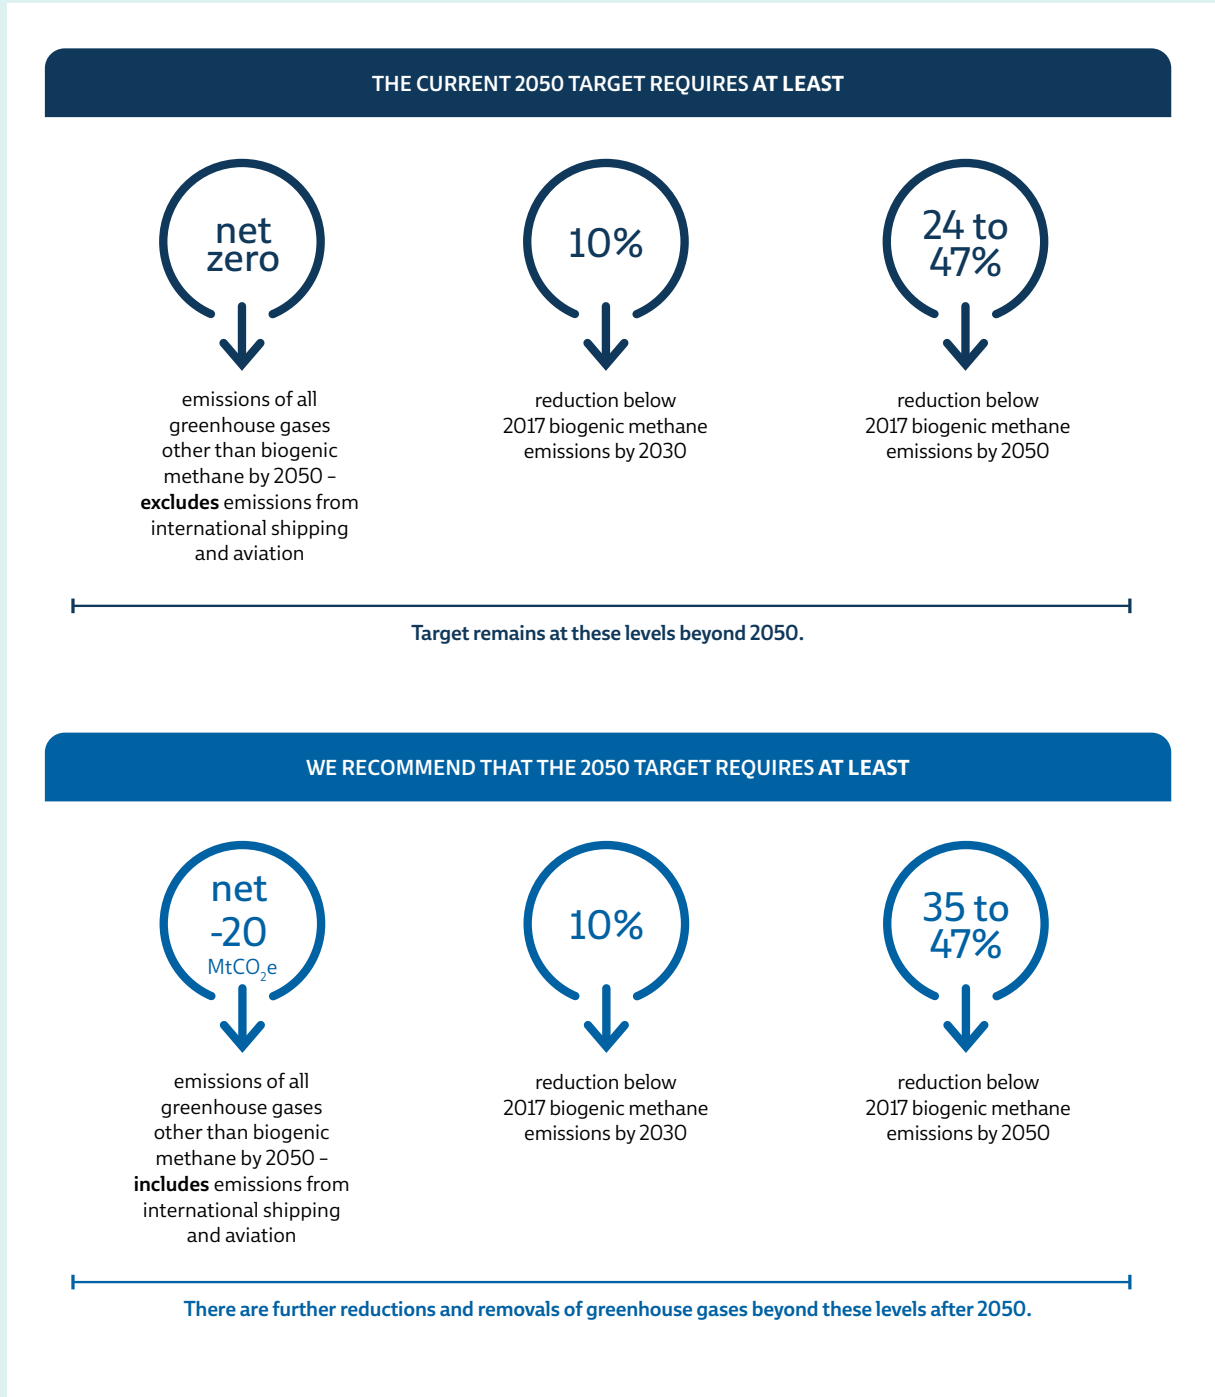 THE CURRENT 2050 TARGET REQUIRES AT LEAST
net
zero
emissions of all
greenhouse gases
other than biogenic
methane by 2050 –
excludes emissions from
international shipping
and aviation
10%
reduction below
2017 biogenic methane
emissions by 2030
24 to
47%
reduction below
2017 biogenic methane
emissions by 2050
Target remains at these levels beyond 2050.
WE RECOMMEND THAT THE 2050 TARGET REQUIRES AT LEAST
net
-20
MtCO₂e
emissions of all
greenhouse gases
other than biogenic
methane by 2050 –
includes emissions from
international shipping
and aviation
10%
reduction below
2017 biogenic methane
emissions by 2030
35 to
47%
reduction below
2017 biogenic methane
emissions by 2050
There are further reductions and removals of greenhouse gases beyond these levels after 2050.